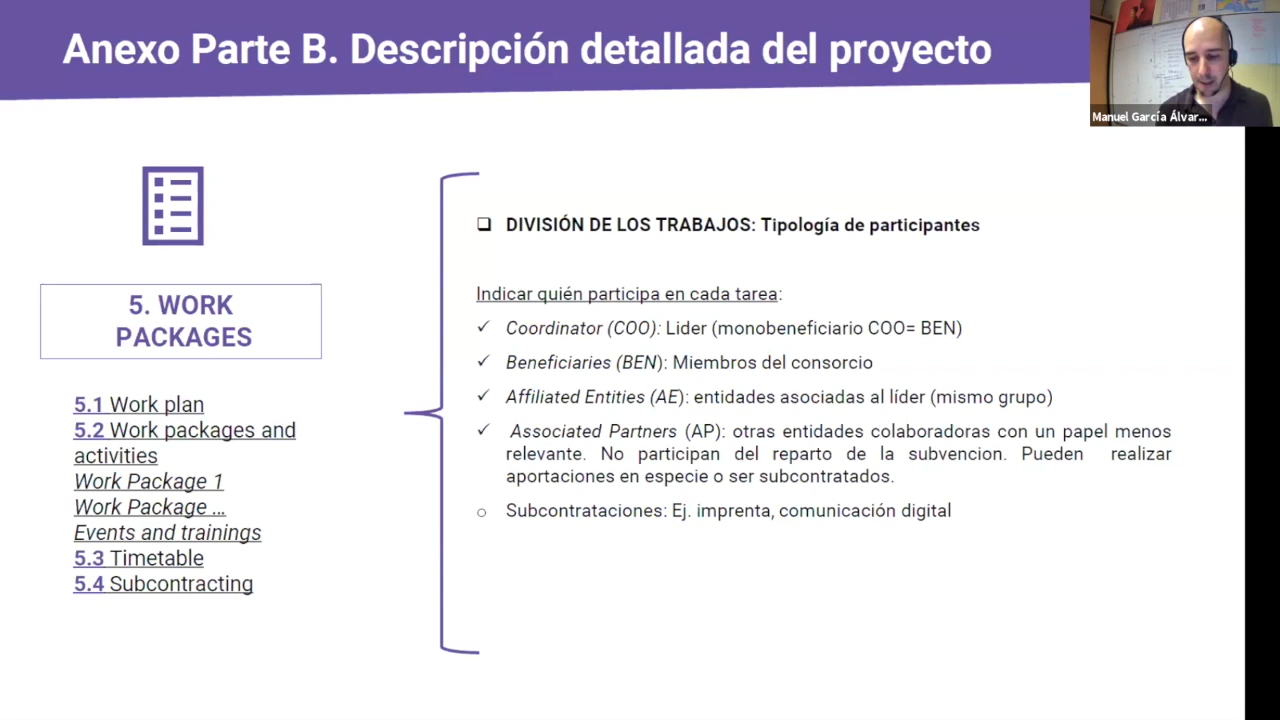 Anexo Parte B. Descripción detallada del proyecto
Manuel García Álvar...
5. WORK
PACKAGES
5.1 Work plan
5.2 Work packages and
activities
Work Package 1
Work Package ...
Events and trainings
5.3 Timetable
5.4 Subcontracting
❑ DIVISIÓN DE LOS TRABAJOS: Tipología de participantes
Indicar quién participa en cada tarea:
✓ Coordinator (COO): Lider (monobeneficiario COO= BEN)
✓ Beneficiaries (BEN): Miembros del consorcio
✓ Affiliated Entities (AE): entidades asociadas al líder (mismo grupo)
✓ Associated Partners (AP): otras entidades colaboradoras con un papel menos
relevante. No participan del reparto de la subvencion. Pueden realizar
aportaciones en especie o ser subcontratados.
o Subcontrataciones: Ej. imprenta, comunicación digital